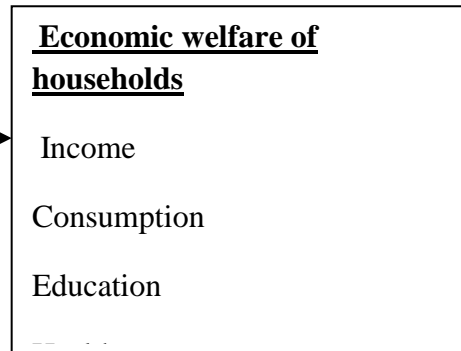 Economic welfare of
households
Income
Consumption
Education